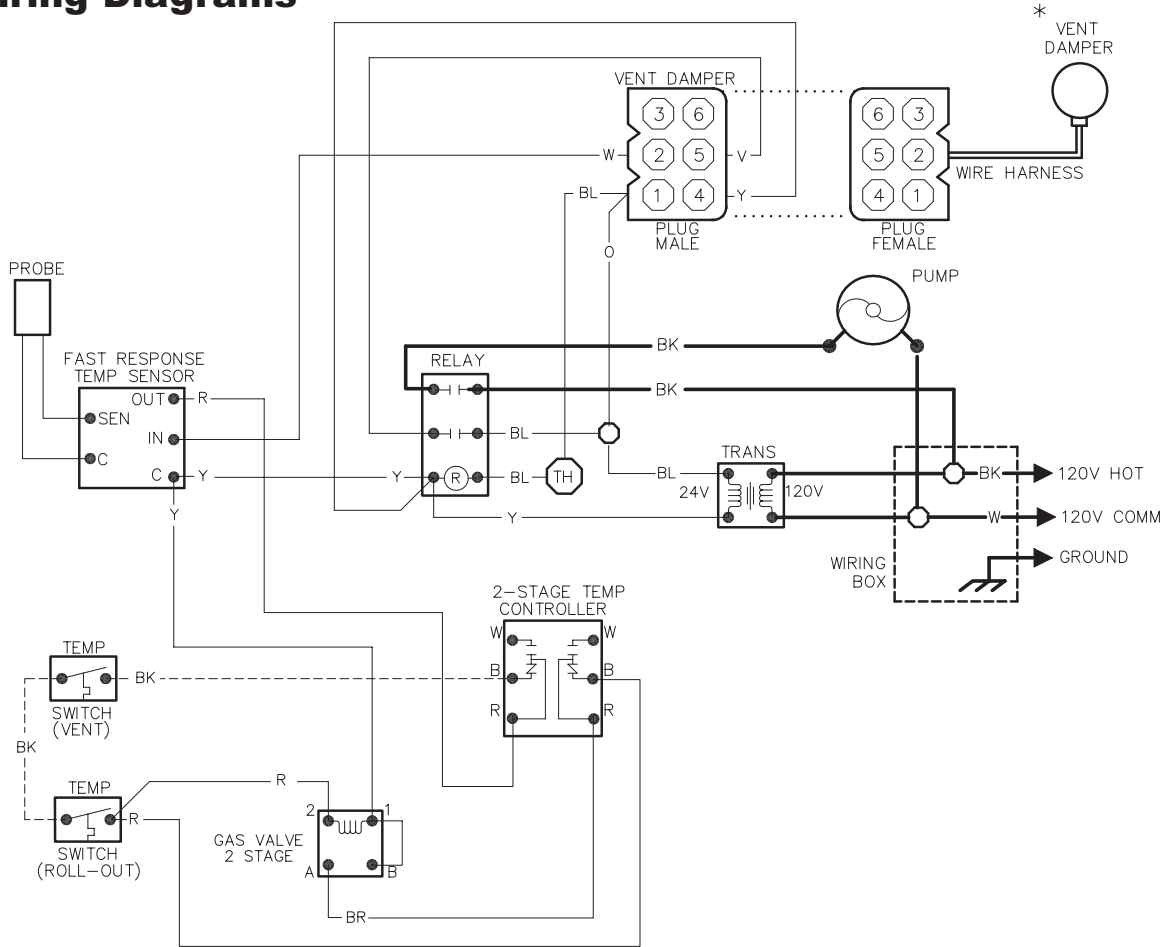 iring Diagrams
*
VENT
DAMPER
VENT DAMPER
3 6
2 5
1 4
W
V
BL
Y
O
PLUG
MALE
6 3
5 2
4 1
PLUG
FEMALE
WIRE HARNESS
PROBE
FAST RESPONSE
TEMP SENSOR
OUT
R
SEN
IN
C
C
Y
Y
PUMP
BK
RELAY
BK
BL
Y
R
BL
TH
Y
TRANS
BL
24V
120V
BK
120V HOT
W
120V COMM
GROUND
WIRING
BOX
2-STAGE TEMP
CONTROLLER
W
W
B
B
R
R
TEMP
BK
SWITCH
(VENT)
BK
TEMP
R
R
SWITCH
(ROLL-OUT)
2
1
GAS VALVE
2 STAGE
A
B
BR